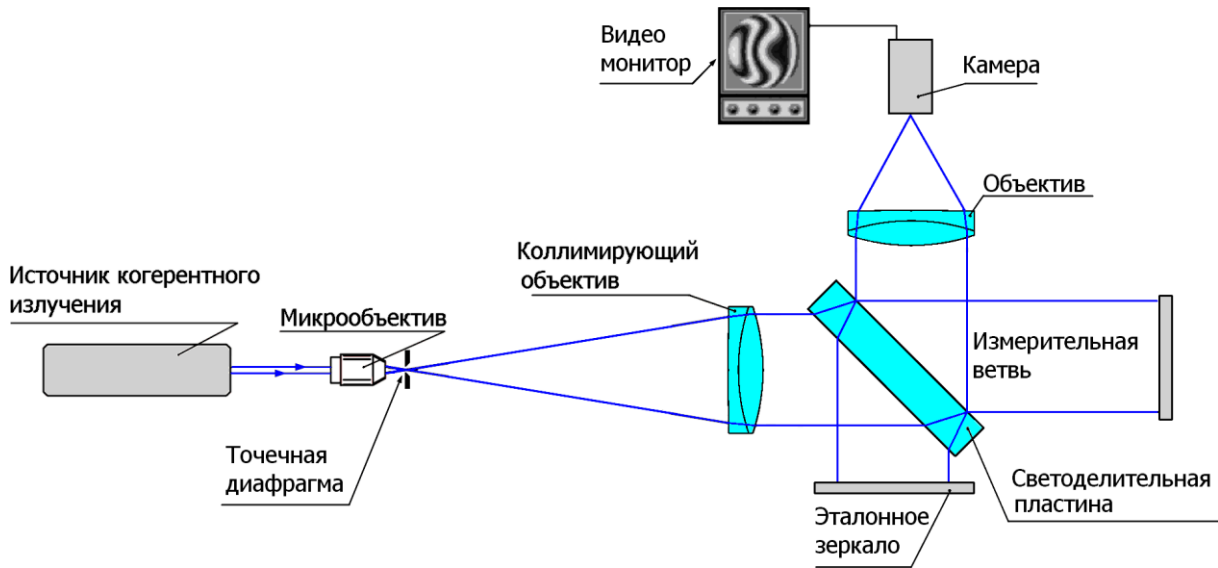 Видео
монитор
Камера
Объектив
Коллимирующий
объектив
Источник когерентного
излучения
Микрообъектив
Измерительная
ветвь
Точечная
диафрагма
Светоделительная
пластина
Эталонное
зеркало